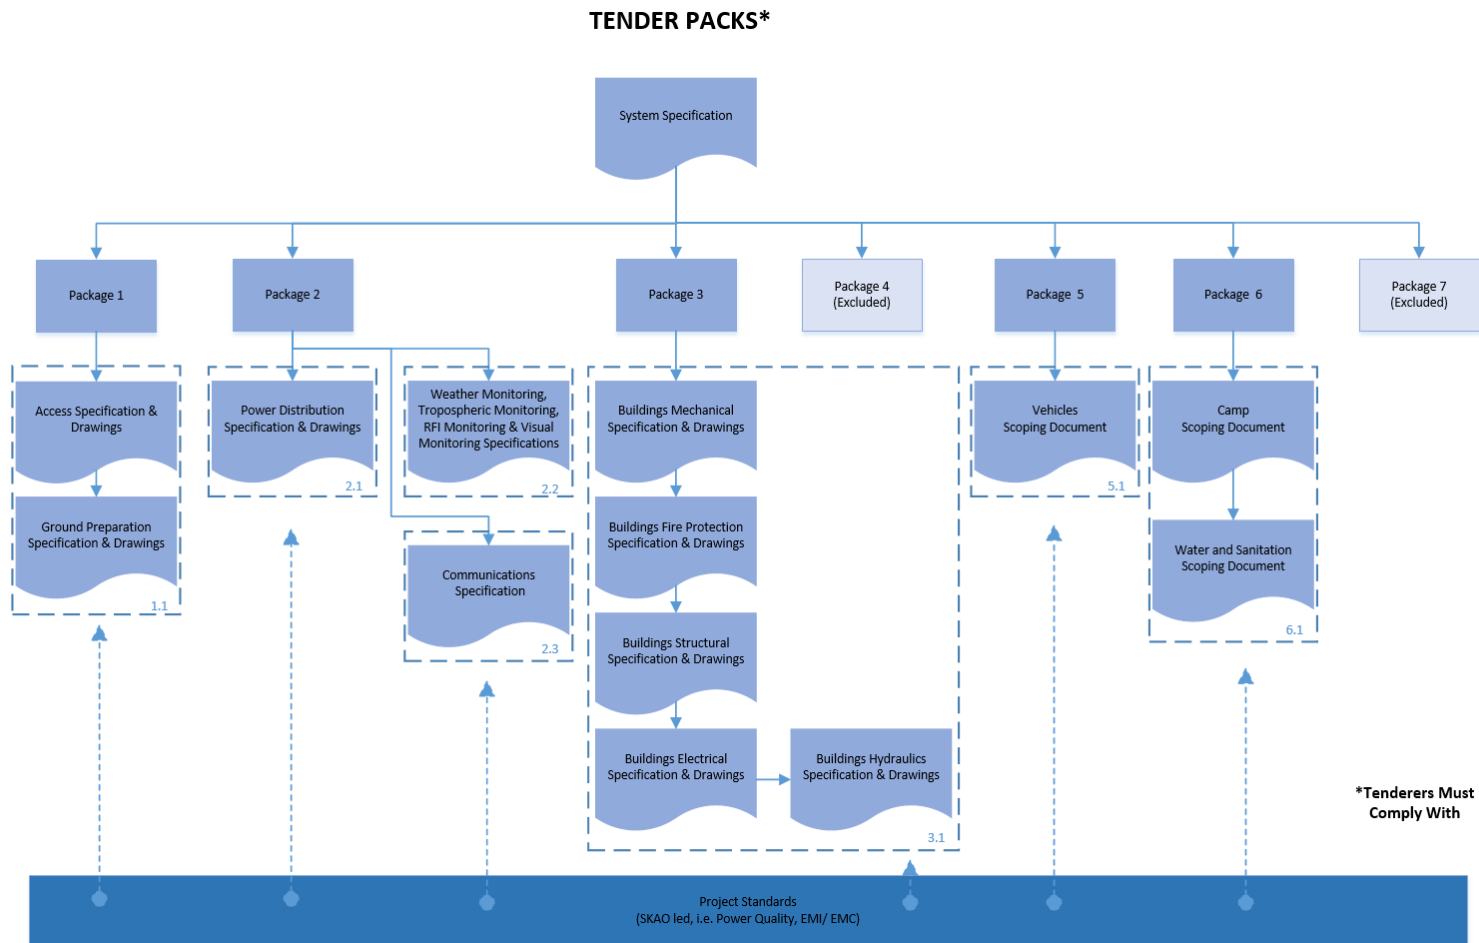 TENDER PACKS*
System Specification
Package 1
Package 2
Package 3
Package 4
(Excluded)
Package  5
Package  6
Package 7
(Excluded)
Access Specification &
Drawings
Ground Preparation
Specification & Drawings
1.1
Power Distribution
Specification & Drawings
2.1
Weather Monitoring,
Tropospheric Monitoring,
RFI Monitoring & Visual
Monitoring Specifications
2.2
Communications
Specification
2.3
Buildings Mechanical
Specification & Drawings
Buildings Fire Protection
Specification & Drawings
Buildings Structural
Specification & Drawings
Buildings Electrical
Specification & Drawings
Buildings Hydraulics
Specification & Drawings
3.1
Vehicles
Scoping Document
5.1
Camp
Scoping Document
Water and Sanitation
Scoping Document
6.1
*Tenderers Must
Comply With
Project Standards
(SKAO led, i.e. Power Quality, EMI/ EMC)